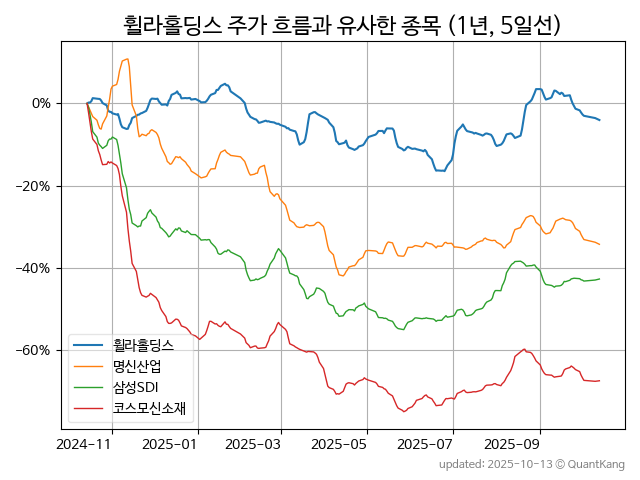 휠라홀딩스 주가 흐름과 유사한 종목 (1년, 5일선)
0%
−20%
−40%
−60%
휠라홀딩스
명신산업
삼성SDI
코스모신소재
2024-11 2025-01 2025-03 2025-05 2025-07 2025-09
updated: 2025-10-13 © QuantKang